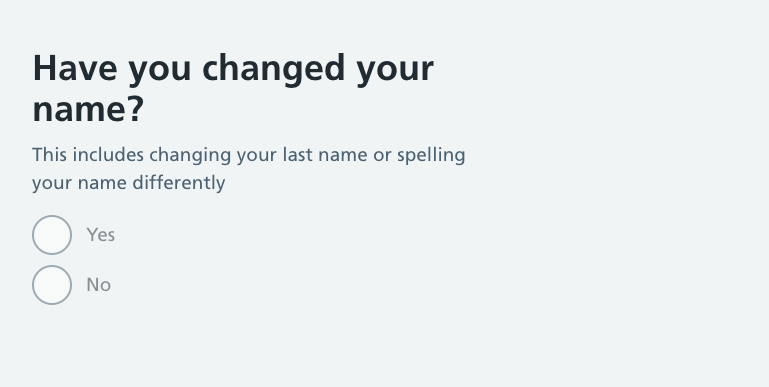 Have you changed your
name?
This includes changing your last name or spelling
your name differently
Yes
No